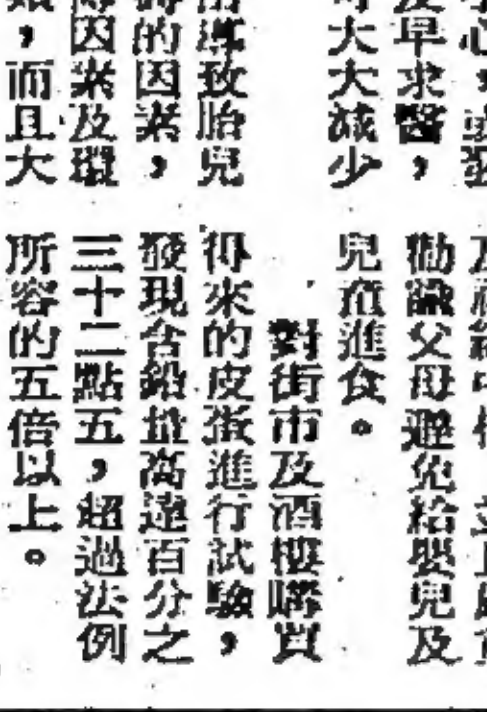 心，或
早求醫，
大大減少
導致胎兒
的因素，
因素及環
，而且大
勸諭父母避免給嬰兒及
兒童進食。
對街市及酒樓購買
得來的皮蛋進行試驗，
發現含鉛量高達百分之
三十二點五，超過法例
所容的五倍以上。